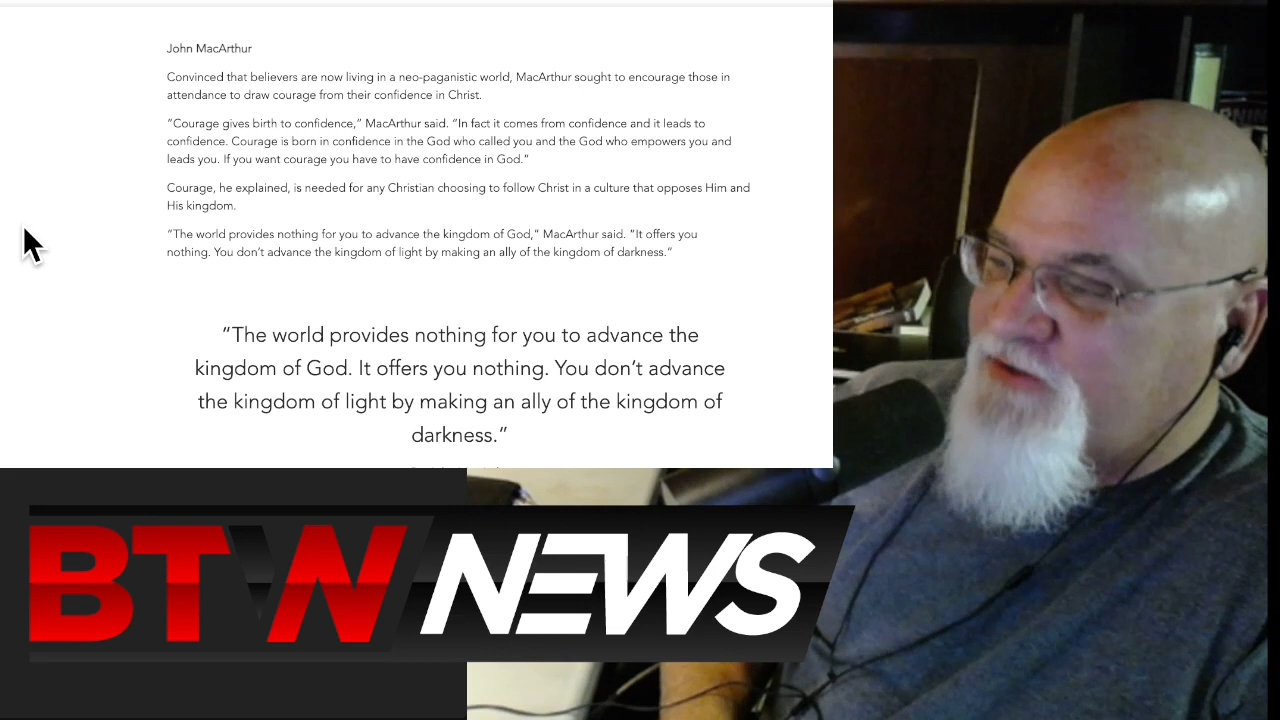 John MacArthur
Convinced that believers are now living in a neo-paganistic world, MacArthur sought to encourage those in
attendance to draw courage from their confidence in Christ.
“Courage gives birth to confidence,” MacArthur said. “In fact it comes from confidence and it leads to
confidence. Courage is born in confidence in the God who called you and the God who empowers you and
leads you. If you want courage you have to have confidence in God.”
Courage, he explained, is needed for any Christian choosing to follow Christ in a culture that opposes Him and
His kingdom.
“The world provides nothing for you to advance the kingdom of God,” MacArthur said. “It offers you
nothing. You don’t advance the kingdom of light by making an ally of the kingdom of darkness.”
“The world provides nothing for you to advance the
kingdom of God. It offers you nothing. You don’t advance
the kingdom of light by making an ally of the kingdom of
darkness.”
BTW NEWS